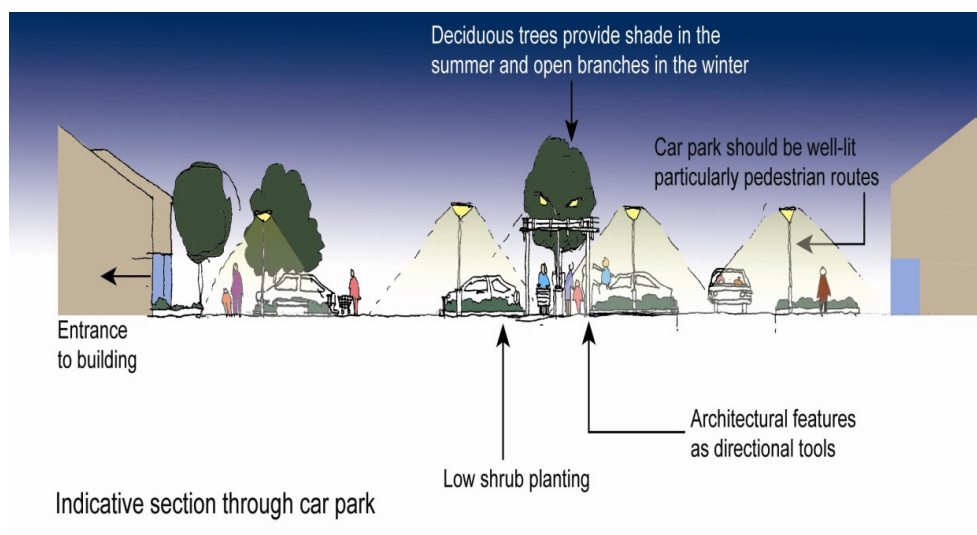 Deciduous trees provide shade in the
summer and open branches in the winter
Car park should be well-lit
particularly pedestrian routes
Entrance
to building
Architectural features
as directional tools
Low shrub planting
Indicative section through car park